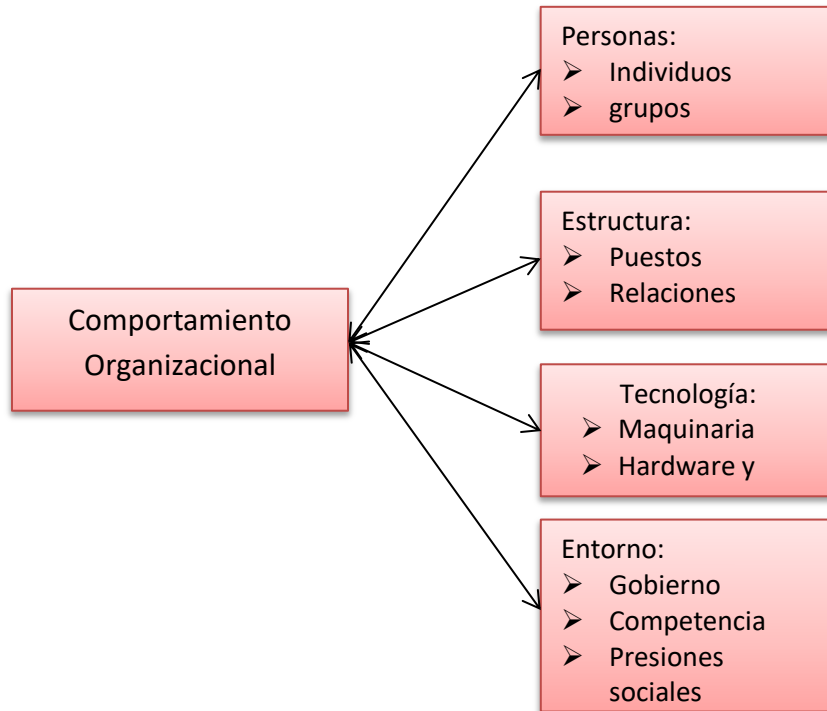 Personas:
➢ Individuos
➢ grupos
Estructura:
➢ Puestos
➢ Relaciones
Comportamiento
Organizacional
Tecnología:
➢ Maquinaria
➢ Hardware y
Entorno:
➢ Gobierno
➢ Competencia
➢ Presiones
sociales